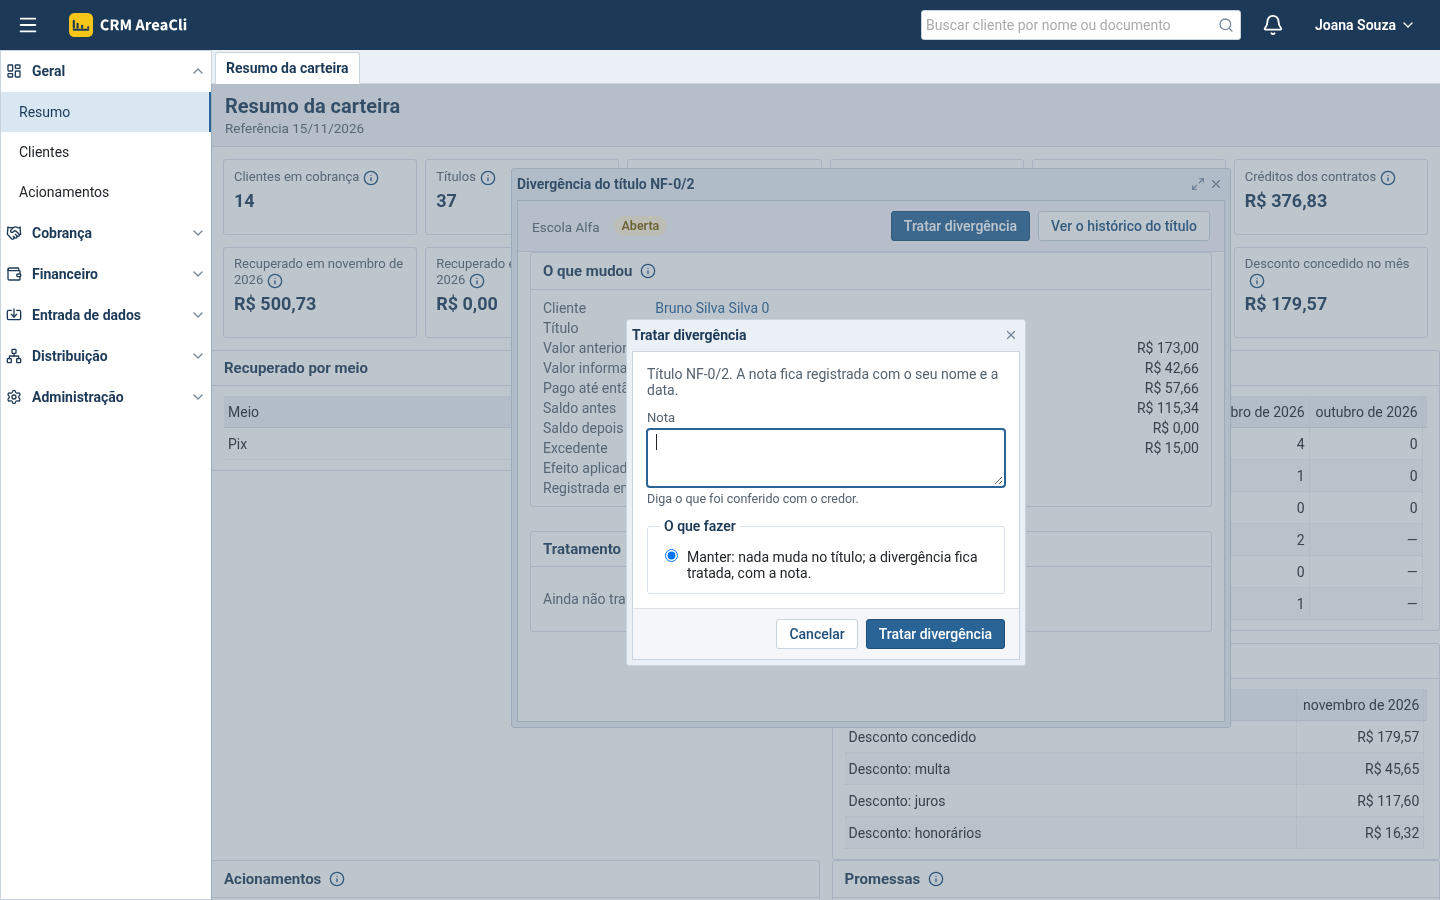 CRM AreaCli
Buscar cliente por nome ou documento
Joana Souza
Geral
Resumo
Clientes
Acionamentos
Cobrança
Financeiro
Entrada de dados
Distribuição
Administração
Resumo da carteira
Resumo da carteira
Referência 15/11/2026
Clientes em cobrança
14
Títulos
37
Créditos dos contratos
R$ 376,83
Recuperado em novembro de
2026
R$ 500,73
Recuperado
2026
R$ 0,00
Desconto concedido no mês
R$ 179,57
Recuperado por meio
Meio
Pix
Divergência do título NF-0/2
Escola Alfa
Aberta
Tratar divergência
Ver o histórico do título
O que mudou
Cliente
Bruno Silva Silva 0
Título
Valor anterior
R$ 173,00
Valor informa
R$ 42,66
Pago até entã
R$ 57,66
Saldo antes
R$ 115,34
Saldo depois
R$ 0,00
Excedente
R$ 15,00
Efeito aplicad
Registrada em
Tratamento
Ainda não tra
Tratar divergência
Título NF-0/2. A nota fica registrada com o seu nome e a
data.
Nota
Diga o que foi conferido com o credor.
O que fazer
Manter: nada muda no título; a divergência fica
tratada, com a nota.
Cancelar
Tratar divergência
bro de 2026
outubro de 2026
4
0
1
0
0
0
2
—
0
—
1
—
novembro de 2026
Desconto concedido
R$ 179,57
Desconto: multa
R$ 45,65
Desconto: juros
R$ 117,60
Desconto: honorários
R$ 16,32
Acionamentos
Promessas